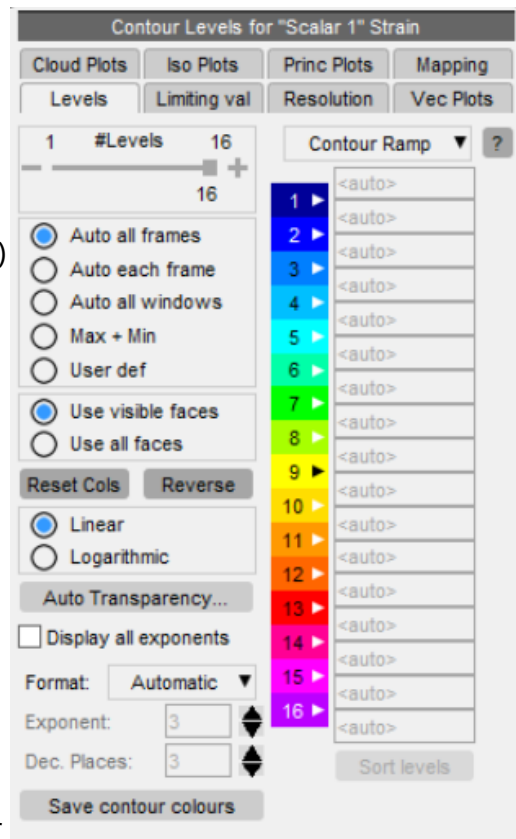 Contour Levels for "Scalar 1" Strain
Cloud Plots Iso Plots Princ Plots Mapping
Levels Limiting val Resolution Vec Plots
1 #Levels 16
16
Contour Ramp ?
)
Auto all frames
Auto each frame
Auto all windows
Max + Min
User def
Use visible faces
Use all faces
Reset Cols Reverse
Linear
Logarithmic
Auto Transparency...
Display all exponents
Format: Automatic
Exponent: 3
Dec. Places: 3
Save contour colours
<auto>
1
<auto>
2
<auto>
3
<auto>
4
<auto>
5
<auto>
6
<auto>
7
<auto>
8
<auto>
9
<auto>
10
<auto>
11
<auto>
12
<auto>
13
<auto>
14
<auto>
15
<auto>
16
<auto>
Sort levels